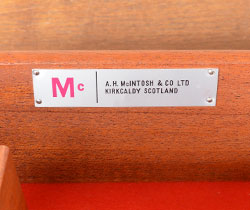 Mc
A.H. McINTOSH & CO LTD
KIRKCALDY SCOTLAND